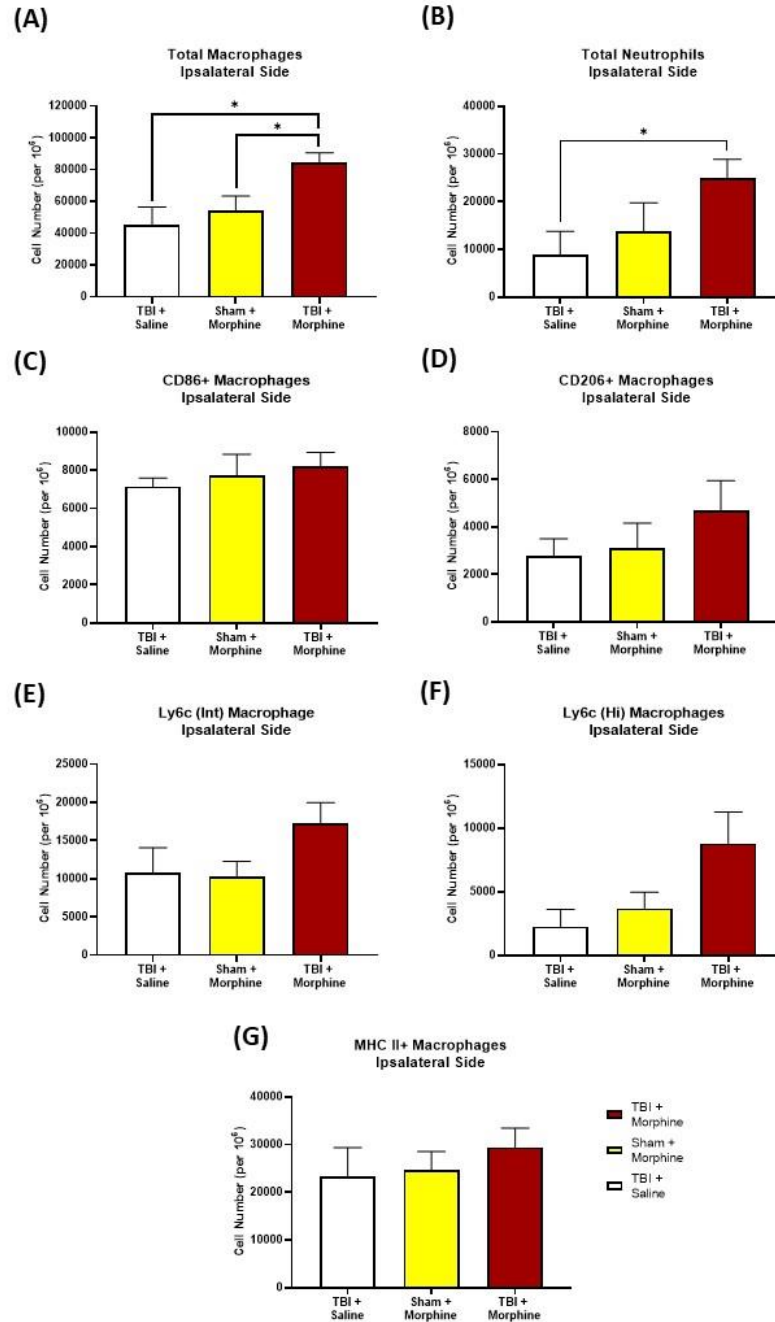 (A)
Total Macrophages
Ipsalateral Side
Cell Number (per 10⁶)
120000
100000
80000
60000
40000
20000
0
*
*
TBI +
Saline
Sham +
Morphine
TBI +
Morphine
(B)
Total Neutrophils
Ipsalateral Side
Cell Number (per 10⁶)
40000
30000
20000
10000
0
*
TBI +
Saline
Sham +
Morphine
TBI +
Morphine
(C)
CD86+ Macrophages
Ipsalateral Side
Cell Number (per 10⁶)
10000
8000
6000
4000
2000
0
TBI +
Saline
Sham +
Morphine
TBI +
Morphine
(D)
CD206+ Macrophages
Ipsalateral Side
Cell Number (per 10⁶)
8000
6000
4000
2000
0
TBI +
Saline
Sham +
Morphine
TBI +
Morphine
(E)
Ly6c (Int) Macrophage
Ipsalateral Side
Cell Number (per 10⁶)
25000
20000
15000
10000
5000
0
TBI +
Saline
Sham +
Morphine
TBI +
Morphine
(F)
Ly6c (Hi) Macrophages
Ipsalateral Side
Cell Number (per 10⁶)
15000
10000
5000
0
TBI +
Saline
Sham +
Morphine
TBI +
Morphine
(G)
MHC II+ Macrophages
Ipsalateral Side
Cell Number (per 10⁶)
40000
30000
20000
10000
0
TBI +
Saline
Sham +
Morphine
TBI +
Morphine
TBI +
Morphine
Sham +
Morphine
TBI +
Saline